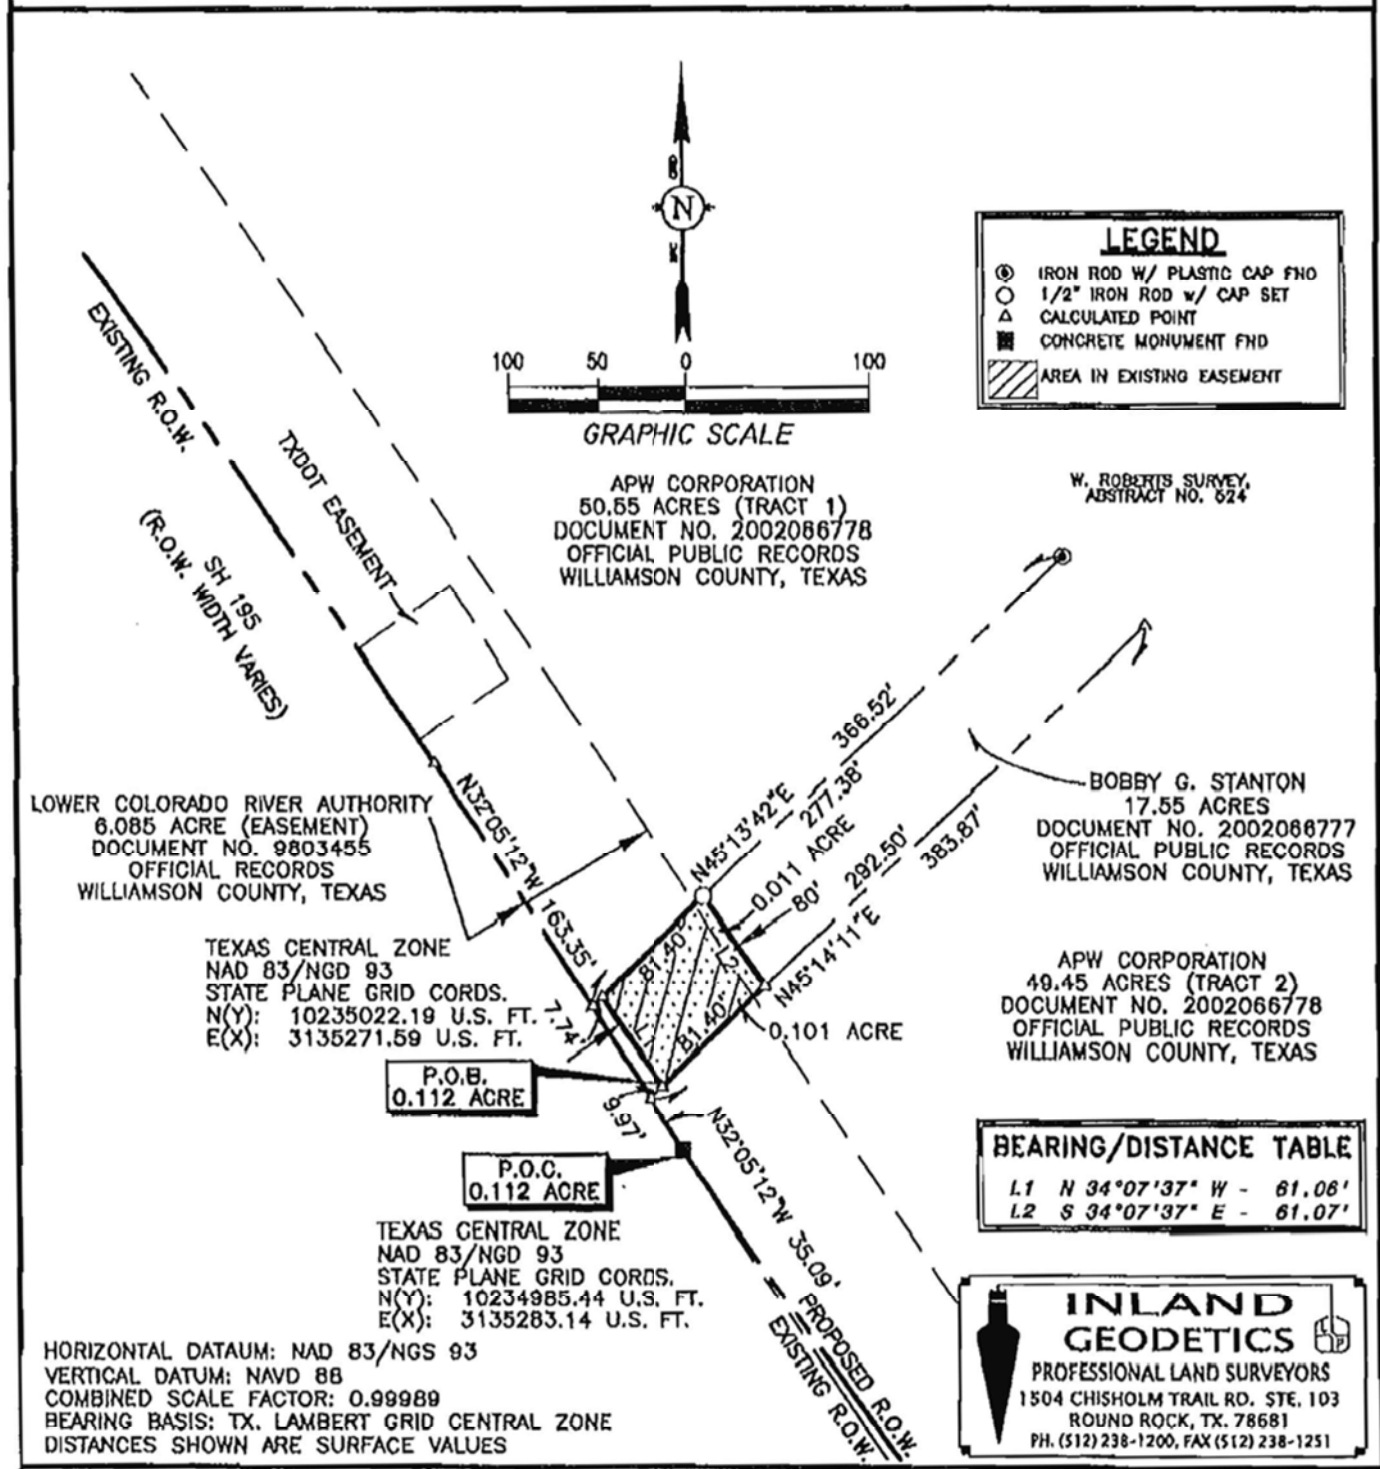 N
LEGEND
IRON ROD W/ PLASTIC CAP FND
1/2" IRON ROD w/ CAP SET
CALCULATED POINT
CONCRETE MONUMENT FND
AREA IN EXISTING EASEMENT
100 50 0 100
GRAPHIC SCALE
EXISTING R.O.W.
TXDOT EASEMENT
SH 195
(R.O.W. WIDTH VARIES)
APW CORPORATION
50.55 ACRES (TRACT 1)
DOCUMENT NO. 2002066778
OFFICIAL PUBLIC RECORDS
WILLIAMSON COUNTY, TEXAS
W. ROBERTS SURVEY,
ABSTRACT NO. 524
LOWER COLORADO RIVER AUTHORITY
6.085 ACRE (EASEMENT)
DOCUMENT NO. 9803455
OFFICIAL RECORDS
WILLIAMSON COUNTY, TEXAS
N32°05'12"W 163.35'
366.52'
N45°13'42"E 277.38'
0.011 ACRE
80'
292.50'
383.87'
N45°14'11"E
BOBBY G. STANTON
17.55 ACRES
DOCUMENT NO. 2002066777
OFFICIAL PUBLIC RECORDS
WILLIAMSON COUNTY, TEXAS
TEXAS CENTRAL ZONE
NAD 83/NGD 93
STATE PLANE GRID CORDS.
N(Y): 10235022.19 U.S. FT.
E(X): 3135271.59 U.S. FT.
81.40'
L2
81.40'
7.74'
0.101 ACRE
APW CORPORATION
49.45 ACRES (TRACT 2)
DOCUMENT NO. 2002066778
OFFICIAL PUBLIC RECORDS
WILLIAMSON COUNTY, TEXAS
P.O.B.
0.112 ACRE
9.97'
P.O.C.
0.112 ACRE
N32°05'12"W 35.09'
PROPOSED R.O.W.
EXISTING R.O.W.
BEARING/DISTANCE TABLE
L1 N 34°07'37" W - 61.06'
L2 S 34°07'37" E - 61.07'
TEXAS CENTRAL ZONE
NAD 83/NGD 93
STATE PLANE GRID CORDS.
N(Y): 10234985.44 U.S. FT.
E(X): 3135283.14 U.S. FT.
HORIZONTAL DATAUM: NAD 83/NGS 93
VERTICAL DATUM: NAVD 88
COMBINED SCALE FACTOR: 0.99989
BEARING BASIS: TX. LAMBERT GRID CENTRAL ZONE
DISTANCES SHOWN ARE SURFACE VALUES
INLAND
GEODETICS
PROFESSIONAL LAND SURVEYORS
1504 CHISHOLM TRAIL RD. STE. 103
ROUND ROCK, TX. 78681
PH. (512) 238-1200, FAX (512) 238-1251